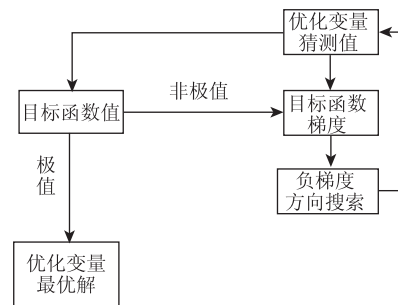 优化变量
猜测值
非极值
目标函数值
目标函数
梯度
极
值
负梯度
方向搜索
优化变量
最优解